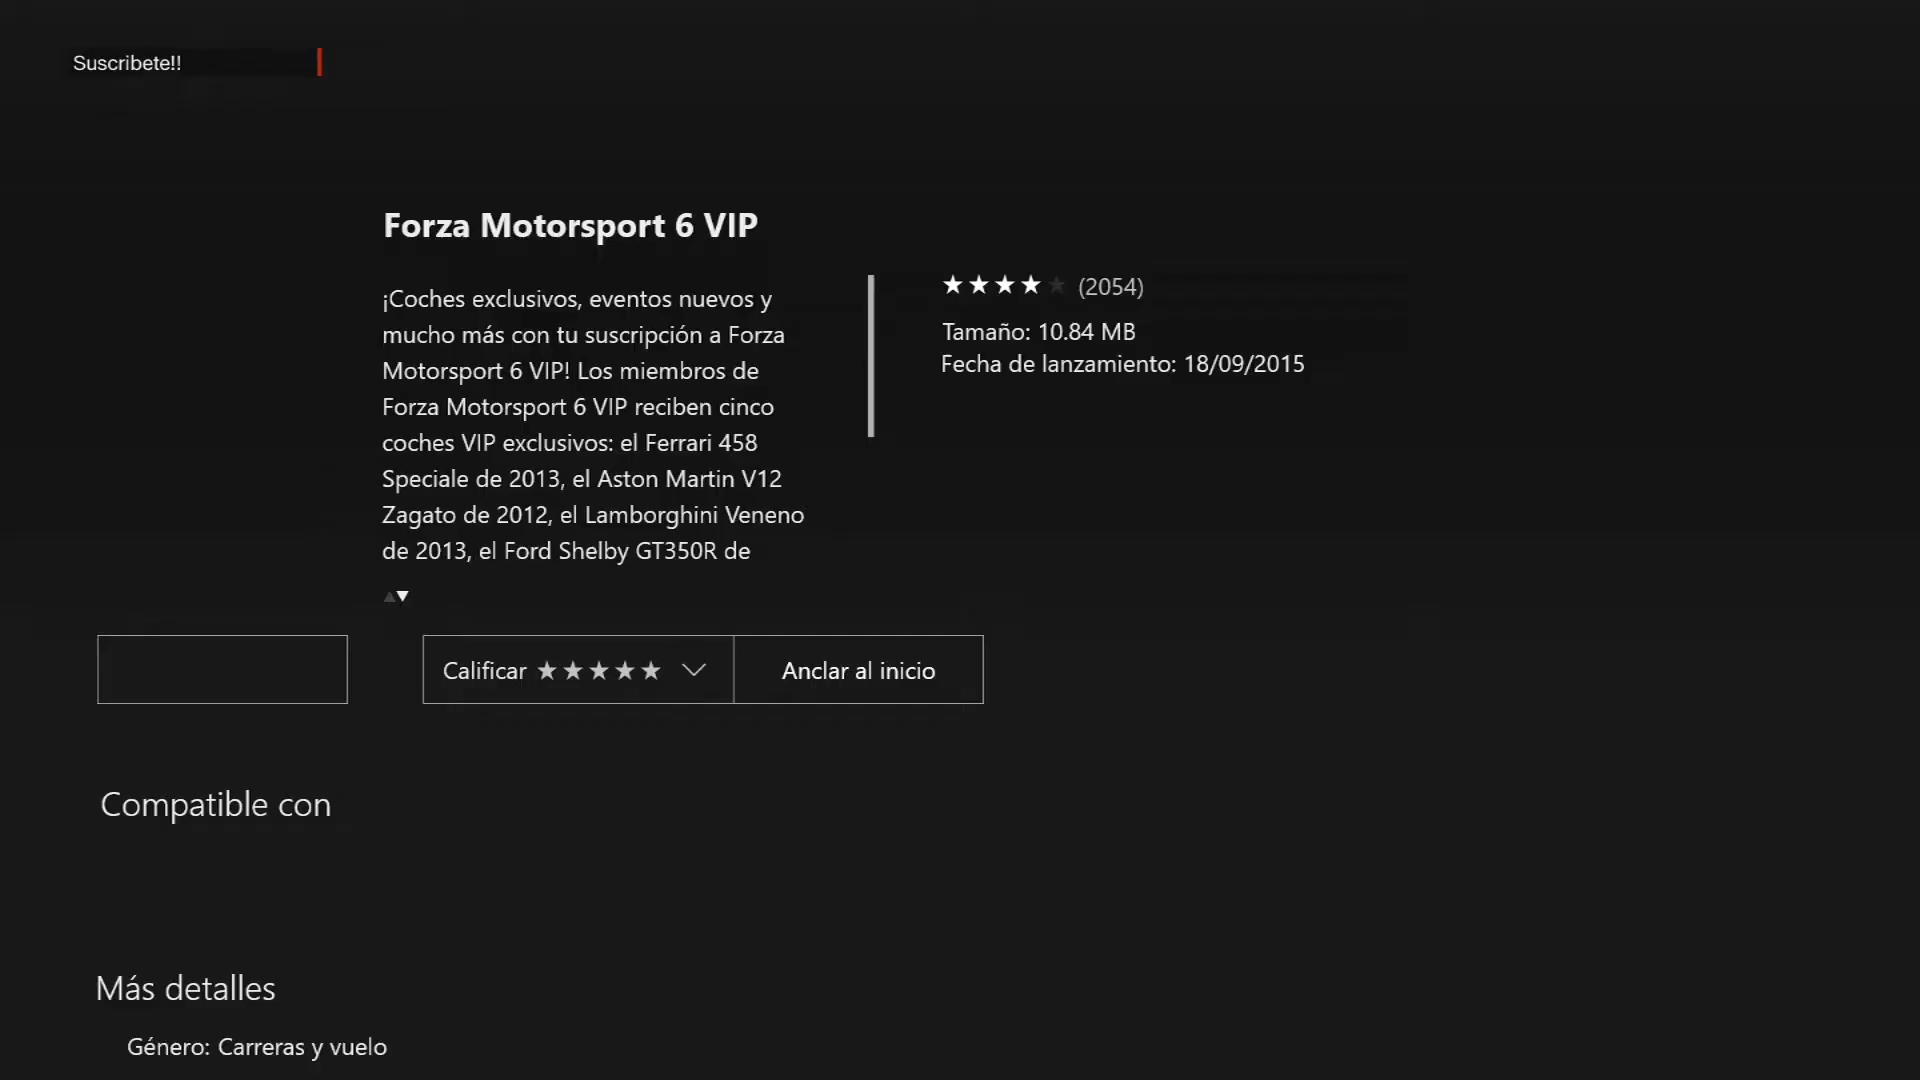 Suscribete!!
Forza Motorsport 6 VIP
¡Coches exclusivos, eventos nuevos y
mucho más con tu suscripción a Forza
Motorsport 6 VIP! Los miembros de
Forza Motorsport 6 VIP reciben cinco
coches VIP exclusivos: el Ferrari 458
Speciale de 2013, el Aston Martin V12
Zagato de 2012, el Lamborghini Veneno
de 2013, el Ford Shelby GT350R de
(2054)
Tamaño: 10.84 MB
Fecha de lanzamiento: 18/09/2015
Calificar
Anclar al inicio
Compatible con
Más detalles
Género: Carreras y vuelo